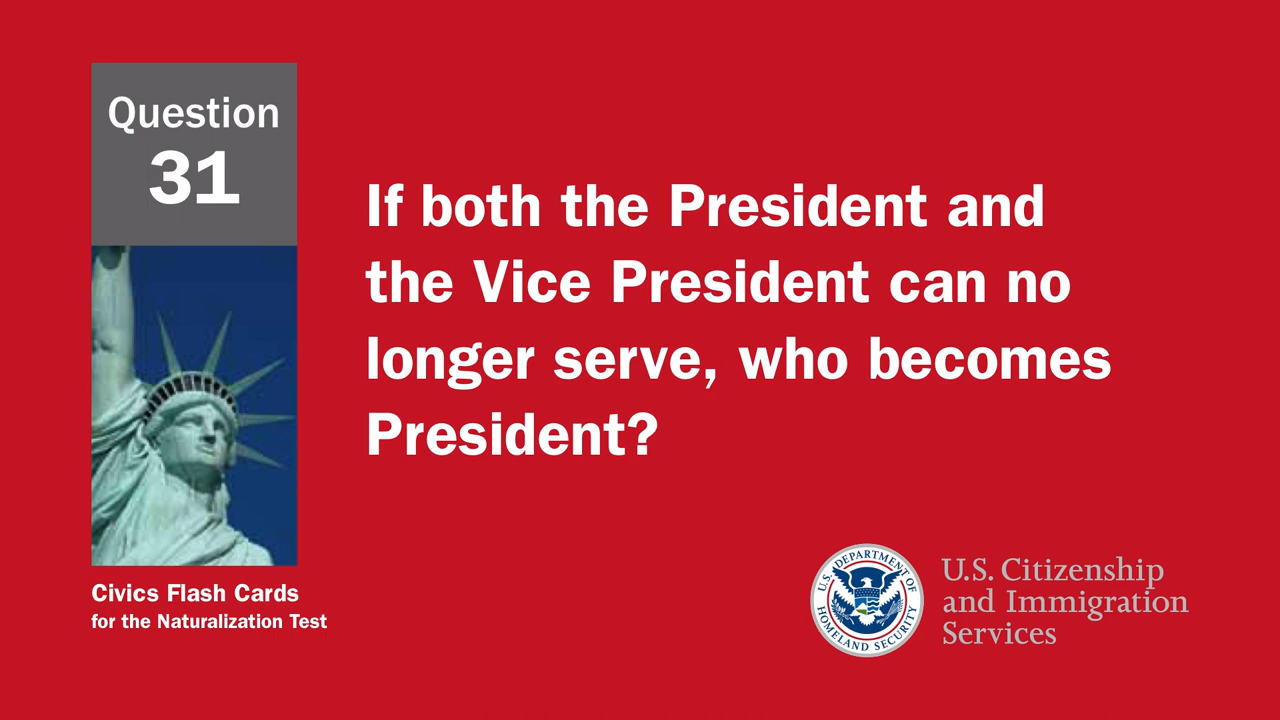 Question
31
If both the President and
the Vice President can no
longer serve, who becomes
President?
Civics Flash Cards
for the Naturalization Test
U.S. DEPARTMENT OF
HOMELAND SECURITY
U.S. Citizenship
and Immigration
Services